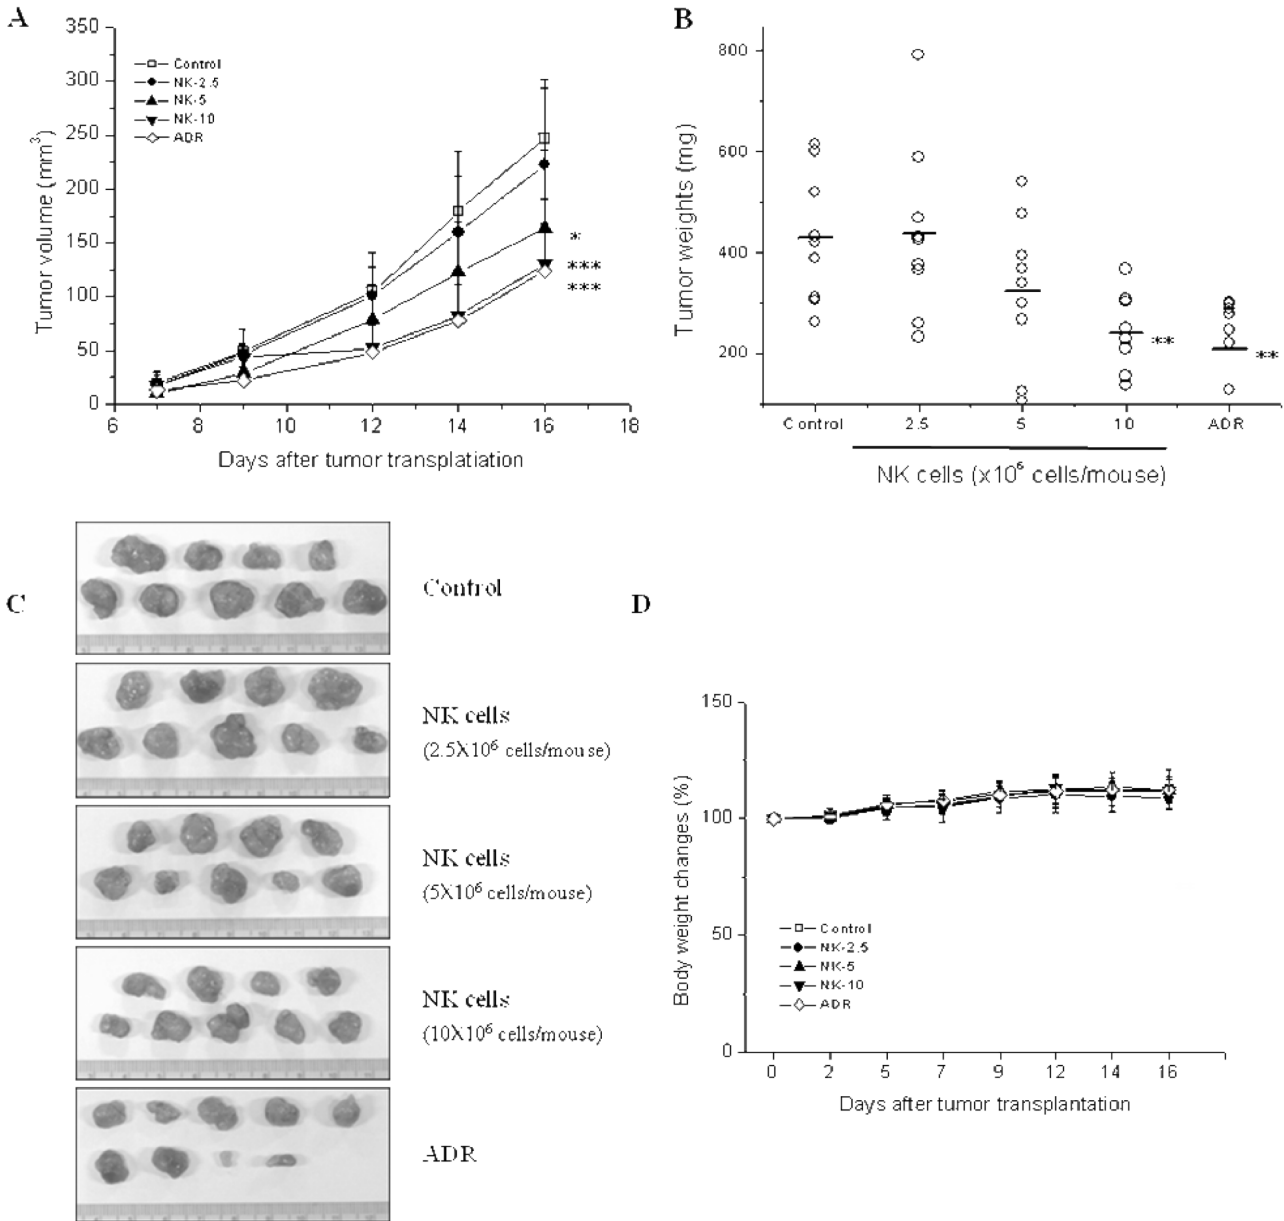 A
350
300
250
200
150
100
50
0
Tumor volume (mm³)
Control
NK-2.5
NK-5
NK-10
ADR
*
***
***
6 8 10 12 14 16 18
Days after tumor transplatiation
B
800
600
400
200
Tumor weights (mg)
**
**
Control 2.5 5 10 ADR
NK cells (x10⁶ cells/mouse)
C
Control
NK cells
(2.5X10⁶ cells/mouse)
NK cells
(5X10⁶ cells/mouse)
NK cells
(10X10⁶ cells/mouse)
ADR
D
150
100
50
0
Body weight changes (%)
Control
NK-2.5
NK-5
NK-10
ADR
0 2 5 7 9 12 14 16
Days after tumor transplantation